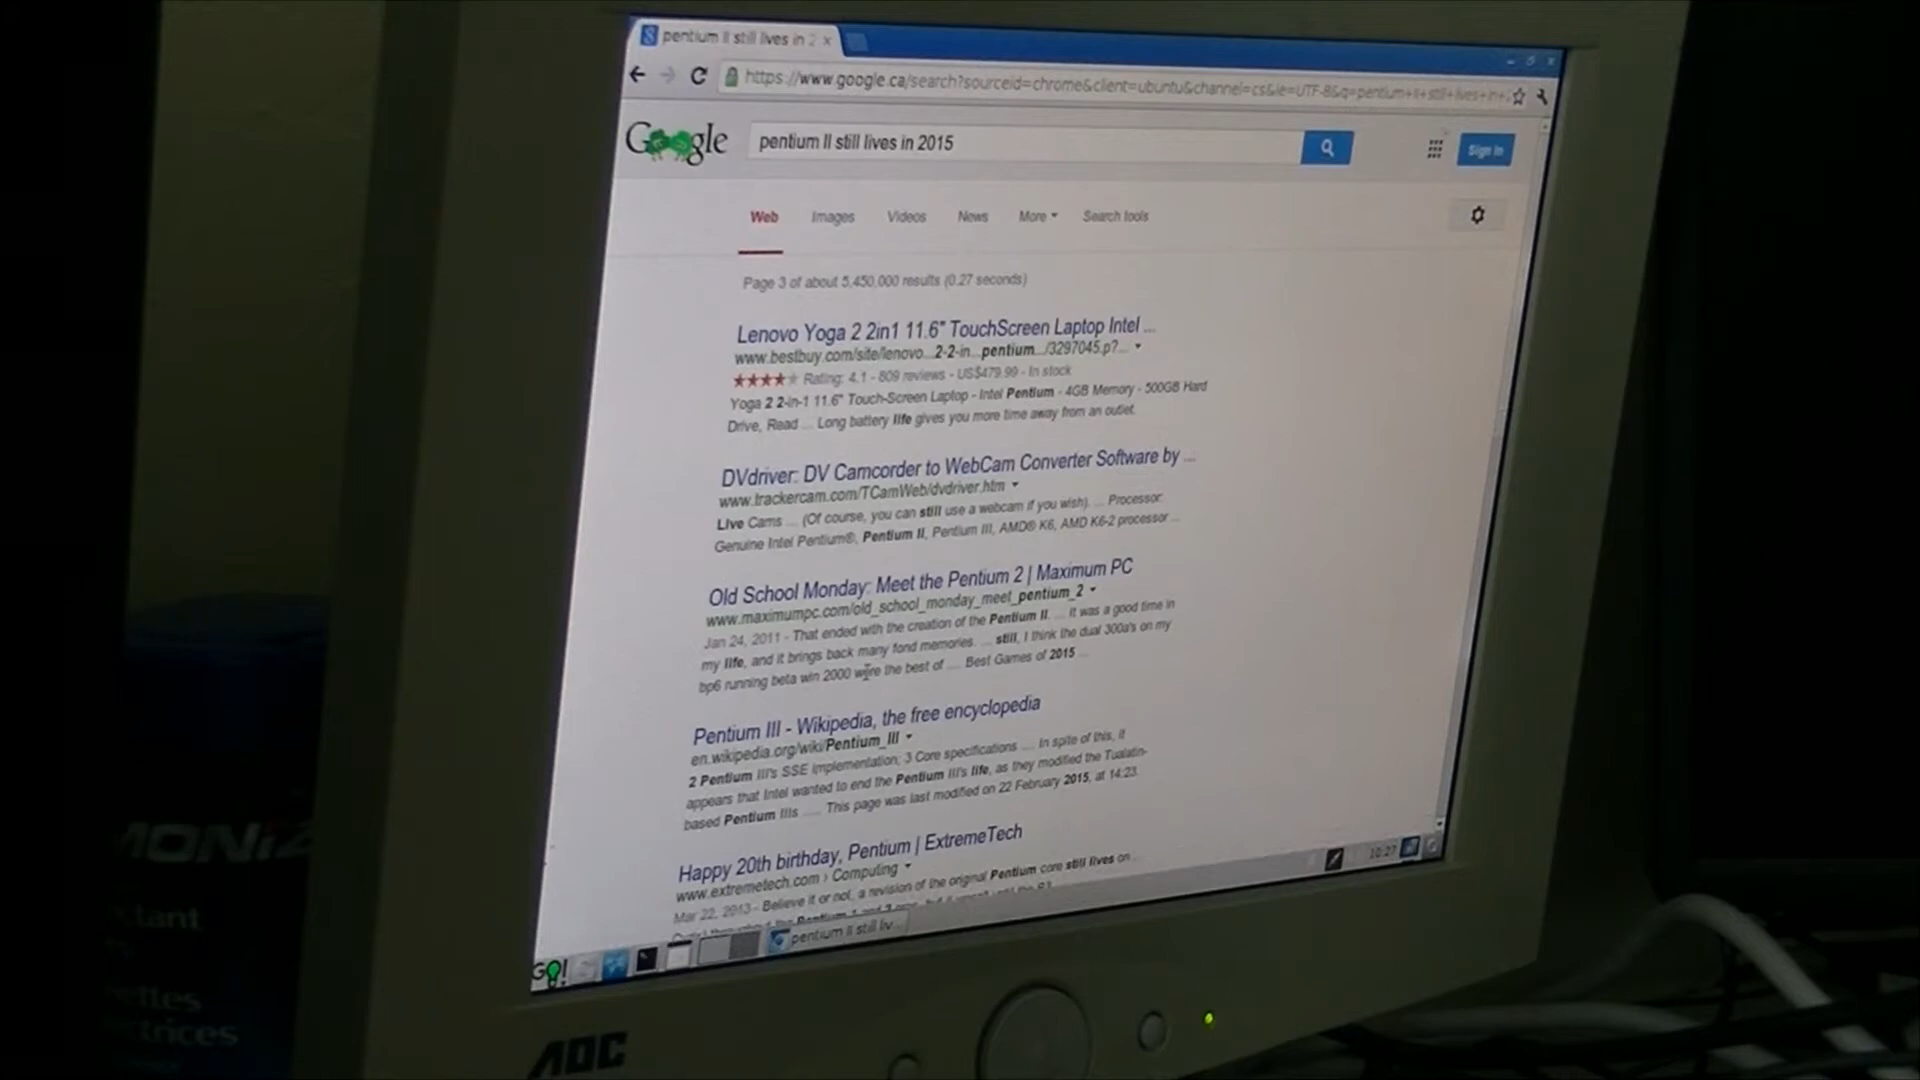 pentium II still lives in 2
https://www.google.ca/search?sourceid=chrome&client=ubuntu&channel=cs&ie=UTF-8&q=pentium+II+still+lives+in+
Google
pentium II still lives in 2015
Sign in
Web Images Videos News More Search tools
Page 3 of about 5,450,000 results (0.27 seconds)
Lenovo Yoga 2 2in1 11.6" TouchScreen Laptop Intel ...
www.bestbuy.com/site/lenovo...2-2-in...pentium.../3297045.p?...
Rating: 4.1 - 809 reviews - US$479.99 - In stock
Yoga 2 2-in-1 11.6" Touch-Screen Laptop - Intel Pentium - 4GB Memory - 500GB Hard
Drive, Read ... Long battery life gives you more time away from an outlet.
DVdriver: DV Camcorder to WebCam Converter Software by ...
www.trackercam.com/TCamWeb/dvdriver.htm
Live Cams ... (Of course, you can still use a webcam if you wish). ... Processor:
Genuine Intel Pentium®, Pentium II, Pentium III, AMD® K6, AMD K6-2 processor ...
Old School Monday: Meet the Pentium 2 | Maximum PC
www.maximumpc.com/old_school_monday_meet_pentium_2
Jan 24, 2011 - That ended with the creation of the Pentium II. ... It was a good time in
my life, and it brings back many fond memories. ... still, I think the dual 300a's on my
bp6 running beta win 2000 were the best of ... Best Games of 2015 ...
Pentium III - Wikipedia, the free encyclopedia
en.wikipedia.org/wiki/Pentium_III
2 Pentium III's SSE Implementation; 3 Core specifications ... In spite of this, it
appears that Intel wanted to end the Pentium III's life, as they modified the Tualatin-
based Pentium IIIs ..... This page was last modified on 22 February 2015, at 14:23.
Happy 20th birthday, Pentium | ExtremeTech
www.extremetech.com › Computing
Mar 22, 2013 - Believe it or not, a revision of the original Pentium core still lives on ...
GO!
pentium II still liv...
10:27
AOC
MONiZ
stant
ettes
ctrices